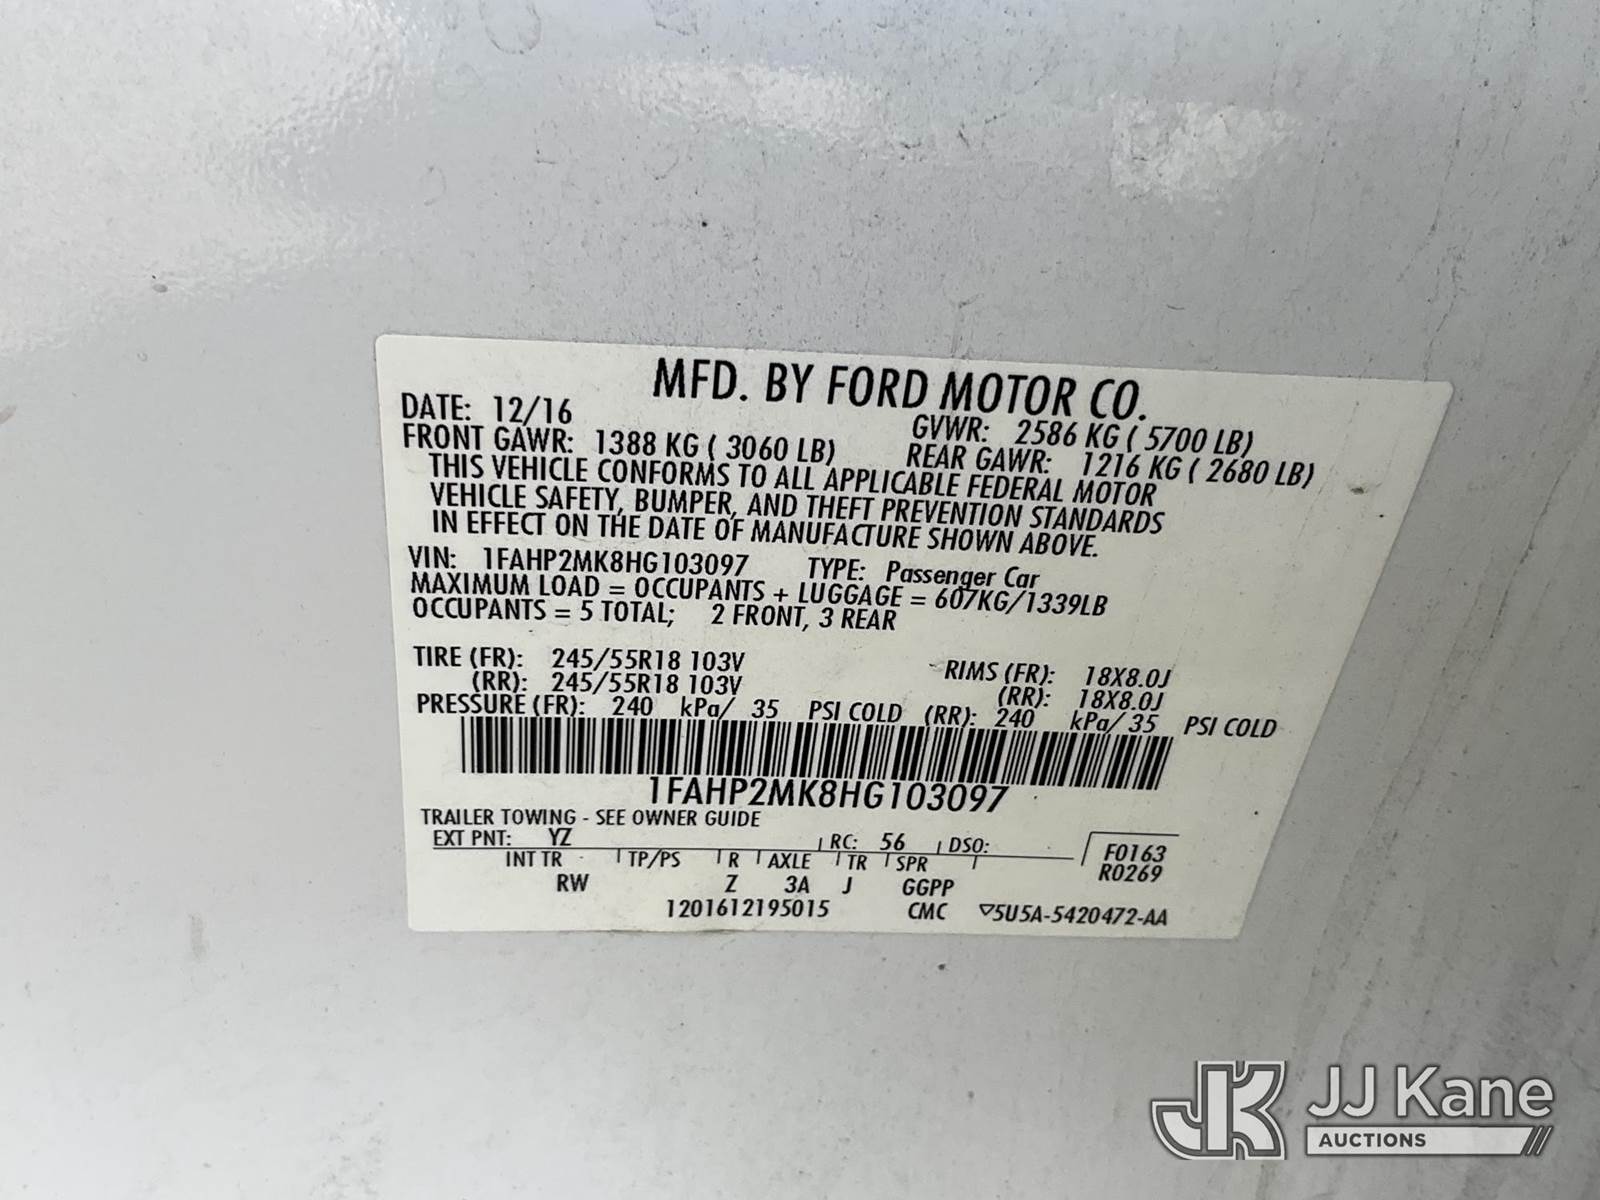 MFD. BY FORD MOTOR CO.
DATE: 12/16 GVWR: 2586 KG ( 5700 LB)
FRONT GAWR: 1388 KG ( 3060 LB) REAR GAWR: 1216 KG ( 2680 LB)
THIS VEHICLE CONFORMS TO ALL APPLICABLE FEDERAL MOTOR
VEHICLE SAFETY, BUMPER, AND THEFT PREVENTION STANDARDS
IN EFFECT ON THE DATE OF MANUFACTURE SHOWN ABOVE.
VIN: 1FAHP2MK8HG103097 TYPE: Passenger Car
MAXIMUM LOAD = OCCUPANTS + LUGGAGE = 607KG/1339LB
OCCUPANTS = 5 TOTAL; 2 FRONT, 3 REAR
TIRE (FR): 245/55R18 103V RIMS (FR): 18X8.0J
(RR): 245/55R18 103V (RR): 18X8.0J
PRESSURE (FR): 240 kPa/ 35 PSI COLD (RR): 240 kPa/ 35 PSI COLD
1FAHP2MK8HG103097
TRAILER TOWING - SEE OWNER GUIDE
EXT PNT: YZ RC: 56 DSO: F0163
INT TR TP/PS R AXLE TR SPR R0269
RW Z 3A J GGPP
1201612195015 CMC ▽5U5A-5420472-AA
JK JJ Kane
AUCTIONS